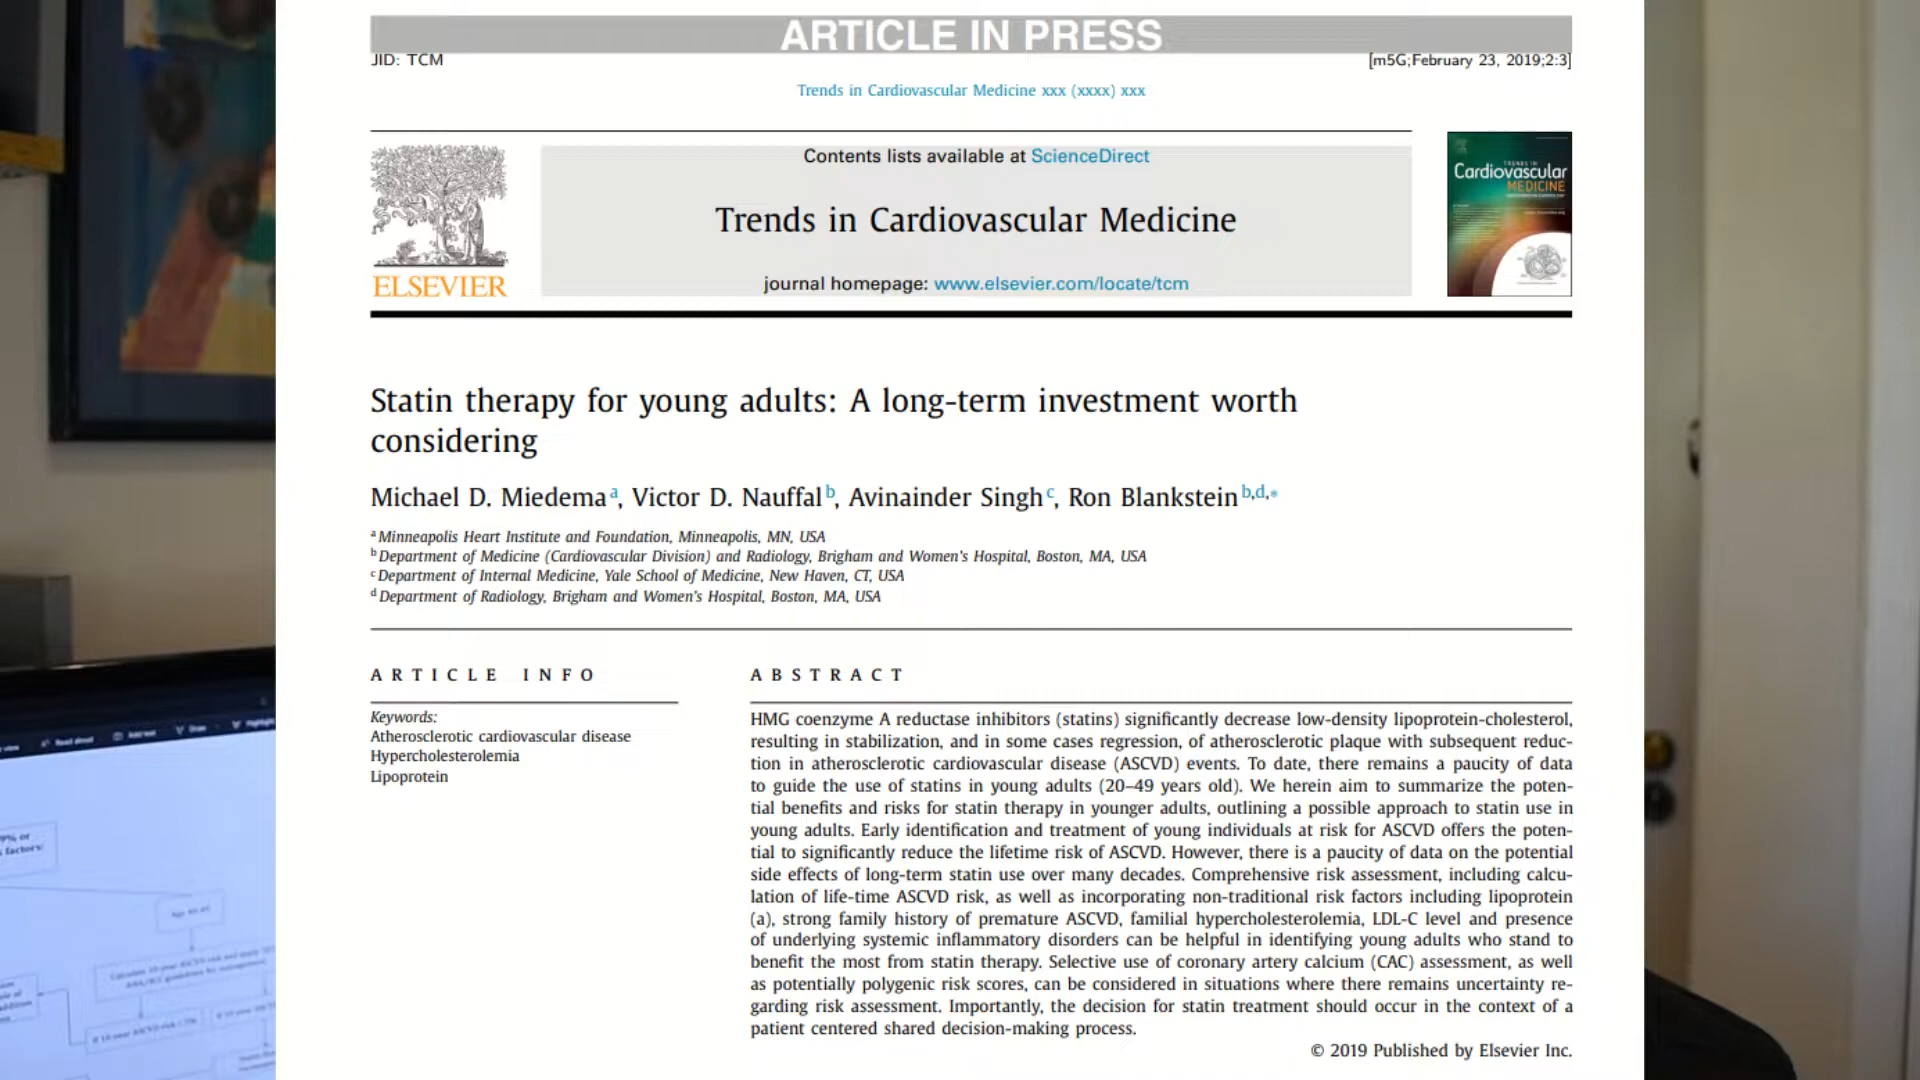 ARTICLE IN PRESS
JID: TCM
[m5G;February 23, 2019;2:3]
Trends in Cardiovascular Medicine xxx (xxxx) xxx
Contents lists available at ScienceDirect
Trends in Cardiovascular Medicine
journal homepage: www.elsevier.com/locate/tcm
ELSEVIER
TRENDS IN
Cardiovascular
MEDICINE
Statin therapy for young adults: A long-term investment worth
considering
Michael D. Miedema a, Victor D. Nauffal b, Avinainder Singh c, Ron Blankstein b,d,*
a Minneapolis Heart Institute and Foundation, Minneapolis, MN, USA
b Department of Medicine (Cardiovascular Division) and Radiology, Brigham and Women's Hospital, Boston, MA, USA
c Department of Internal Medicine, Yale School of Medicine, New Haven, CT, USA
d Department of Radiology, Brigham and Women's Hospital, Boston, MA, USA
ARTICLE INFO
Keywords:
Atherosclerotic cardiovascular disease
Hypercholesterolemia
Lipoprotein
ABSTRACT
HMG coenzyme A reductase inhibitors (statins) significantly decrease low-density lipoprotein-cholesterol,
resulting in stabilization, and in some cases regression, of atherosclerotic plaque with subsequent reduc-
tion in atherosclerotic cardiovascular disease (ASCVD) events. To date, there remains a paucity of data
to guide the use of statins in young adults (20–49 years old). We herein aim to summarize the poten-
tial benefits and risks for statin therapy in younger adults, outlining a possible approach to statin use in
young adults. Early identification and treatment of young individuals at risk for ASCVD offers the poten-
tial to significantly reduce the lifetime risk of ASCVD. However, there is a paucity of data on the potential
side effects of long-term statin use over many decades. Comprehensive risk assessment, including calcu-
lation of life-time ASCVD risk, as well as incorporating non-traditional risk factors including lipoprotein
(a), strong family history of premature ASCVD, familial hypercholesterolemia, LDL-C level and presence
of underlying systemic inflammatory disorders can be helpful in identifying young adults who stand to
benefit the most from statin therapy. Selective use of coronary artery calcium (CAC) assessment, as well
as potentially polygenic risk scores, can be considered in situations where there remains uncertainty re-
garding risk assessment. Importantly, the decision for statin treatment should occur in the context of a
patient centered shared decision-making process.
© 2019 Published by Elsevier Inc.
Read aloud
Add text
Draw
factors: